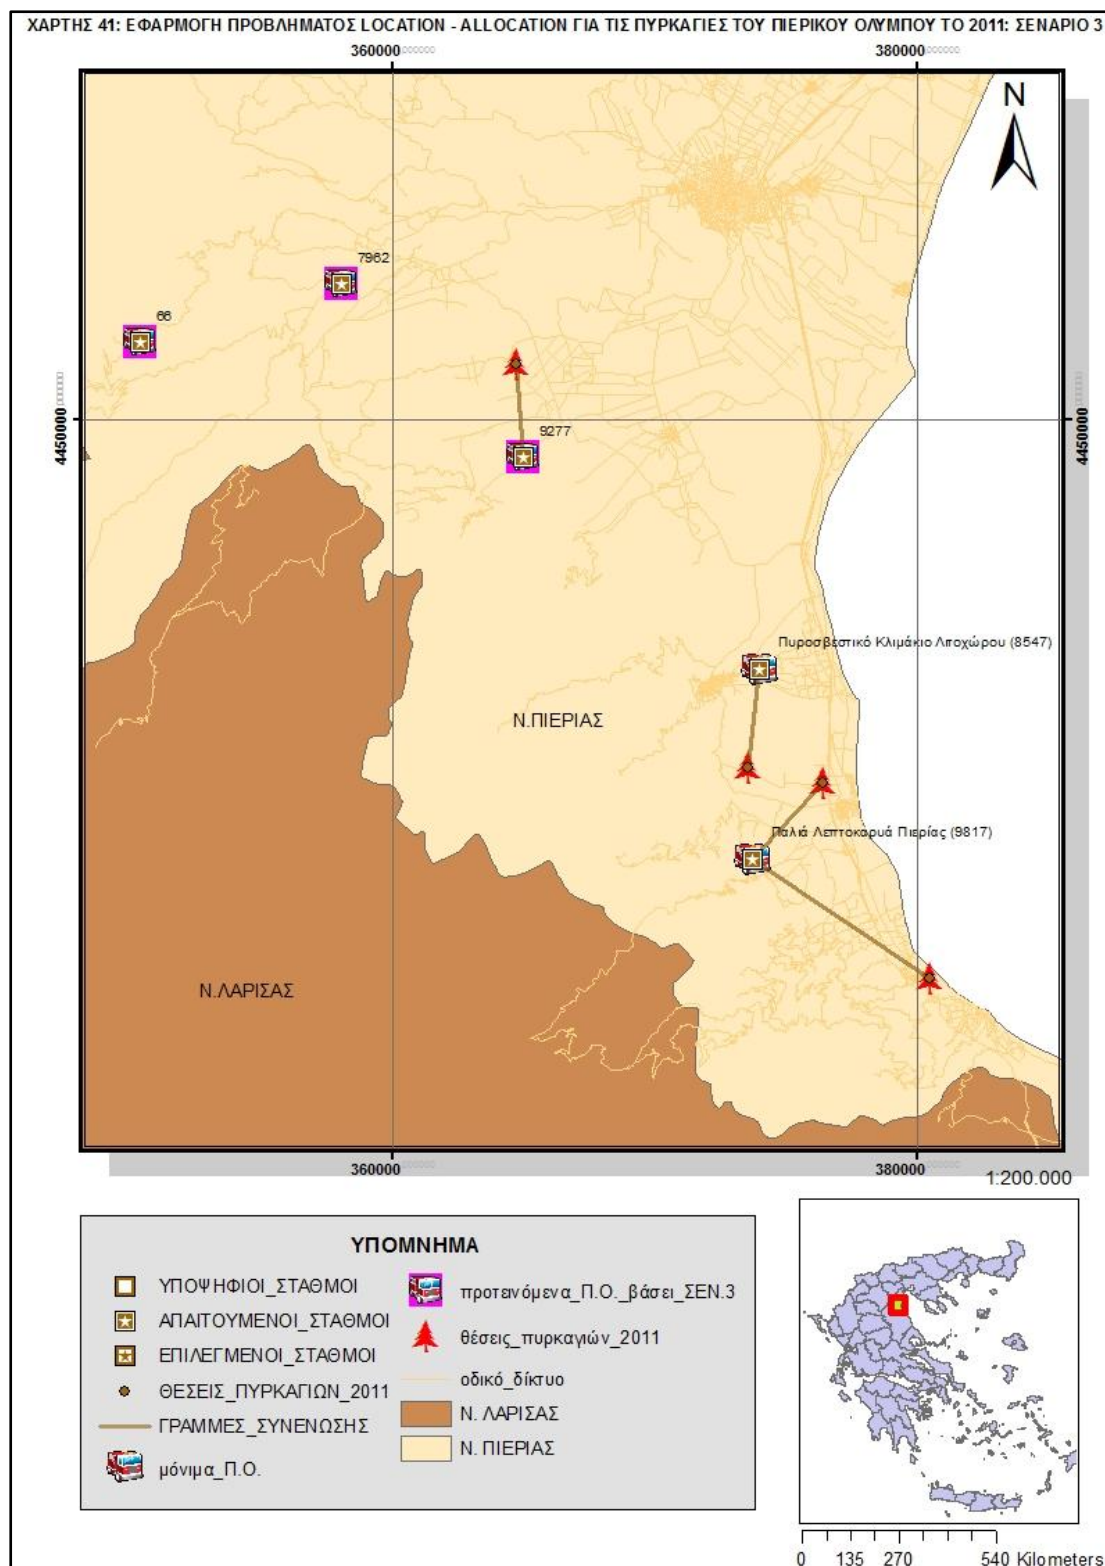 ΧΑΡΤΗΣ 41: ΕΦΑΡΜΟΓΗ ΠΡΟΒΛΗΜΑΤΟΣ LOCATION - ALLOCATION ΓΙΑ ΤΙΣ ΠΥΡΚΑΓΙΕΣ ΤΟΥ ΠΙΕΡΙΚΟΥ ΟΛΥΜΠΟΥ ΤΟ 2011: ΣΕΝΑΡΙΟ 3
360000 380000
N
7962
66
9277
4450000 4450000
Πυροσβεστικό Κλιμάκιο Λιτοχώρου (8547)
Ν.ΠΙΕΡΙΑΣ
Παλιά Λεπτοκαρυά Πιερίας (9817)
Ν.ΛΑΡΙΣΑΣ
360000 380000
1:200.000
ΥΠΟΜΝΗΜΑ
ΥΠΟΨΗΦΙΟΙ_ΣΤΑΘΜΟΙ
ΑΠΑΙΤΟΥΜΕΝΟΙ_ΣΤΑΘΜΟΙ
ΕΠΙΛΕΓΜΕΝΟΙ_ΣΤΑΘΜΟΙ
ΘΕΣΕΙΣ_ΠΥΡΚΑΓΙΩΝ_2011
ΓΡΑΜΜΕΣ_ΣΥΝΕΝΩΣΗΣ
μόνιμα_Π.Ο.
προτεινόμενα_Π.Ο._βάσει_ΣΕΝ.3
θέσεις_πυρκαγιών_2011
οδικό_δίκτυο
Ν. ΛΑΡΙΣΑΣ
Ν. ΠΙΕΡΙΑΣ
0 135 270 540 Kilometers